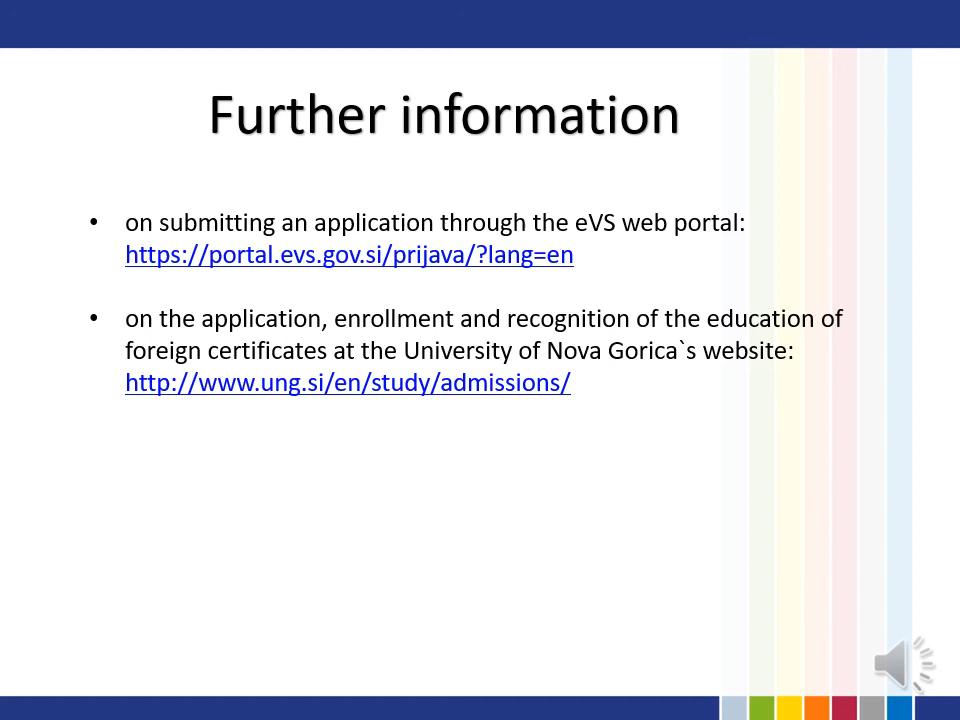 Further information
• on submitting an application through the eVS web portal:
https://portal.evs.gov.si/prijava/?lang=en
• on the application, enrollment and recognition of the education of
foreign certificates at the University of Nova Gorica`s website:
http://www.ung.si/en/study/admissions/